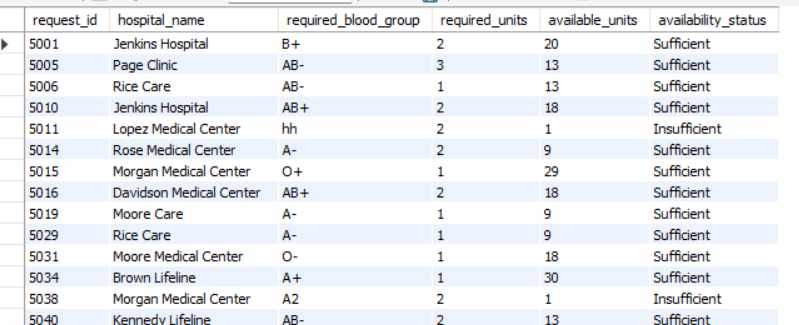 request_id hospital_name required_blood_group required_units available_units availability_status
5001 Jenkins Hospital B+ 2 20 Sufficient
5005 Page Clinic AB- 3 13 Sufficient
5006 Rice Care AB- 1 13 Sufficient
5010 Jenkins Hospital AB+ 2 18 Sufficient
5011 Lopez Medical Center hh 2 1 Insufficient
5014 Rose Medical Center A- 2 9 Sufficient
5015 Morgan Medical Center O+ 1 29 Sufficient
5016 Davidson Medical Center AB+ 2 18 Sufficient
5019 Moore Care A- 1 9 Sufficient
5029 Rice Care A- 1 9 Sufficient
5031 Moore Medical Center O- 1 18 Sufficient
5034 Brown Lifeline A+ 1 30 Sufficient
5038 Morgan Medical Center A2 2 1 Insufficient
5040 Kennedy Lifeline AB- 2 13 Sufficient